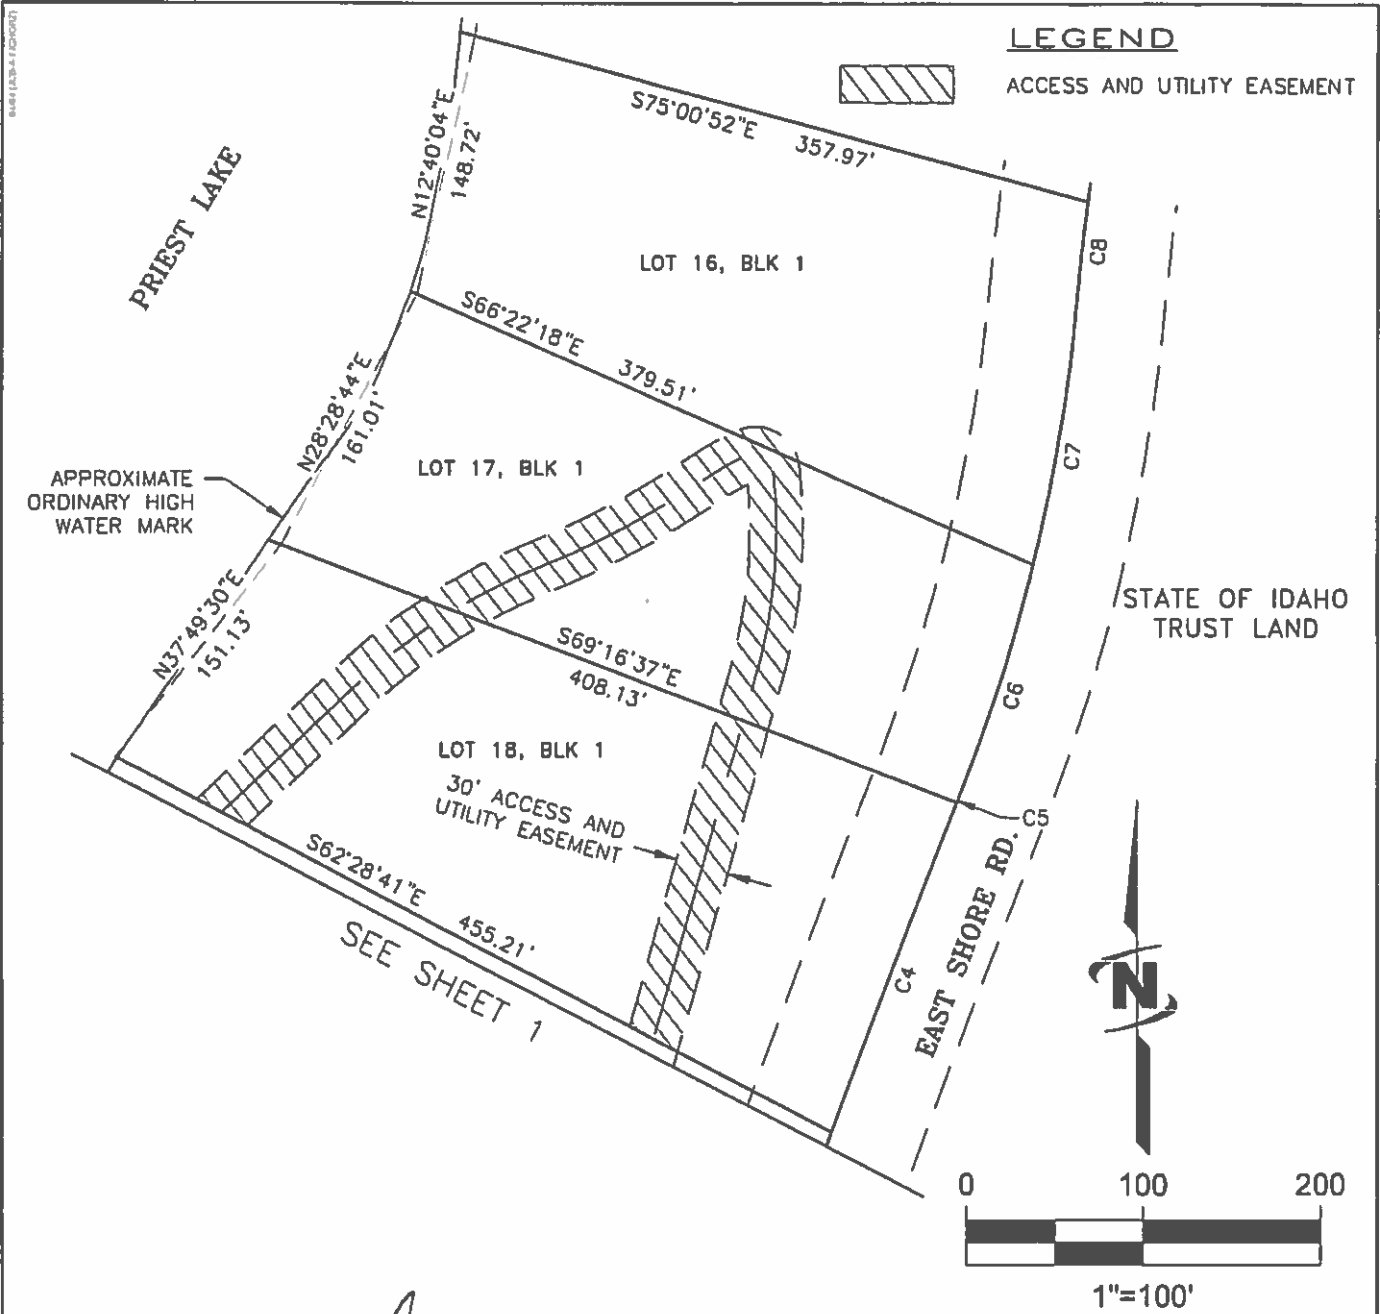 LEGEND
ACCESS AND UTILITY EASEMENT
S75°00'52"E 357.97'
N12°40'04"E
148.72'
PRIEST LAKE
LOT 16, BLK 1
C8
S66°22'18"E 379.51'
N28°28'44"E
161.01'
C7
LOT 17, BLK 1
APPROXIMATE
ORDINARY HIGH
WATER MARK
N37°49'30"E
151.13'
STATE OF IDAHO
TRUST LAND
S69°16'37"E
408.13'
C6
LOT 18, BLK 1
30' ACCESS AND
UTILITY EASEMENT
C5
S62°28'41"E 455.21'
SEE SHEET 1
C4
EAST SHORE RD.
N
0 100 200
1"=100'